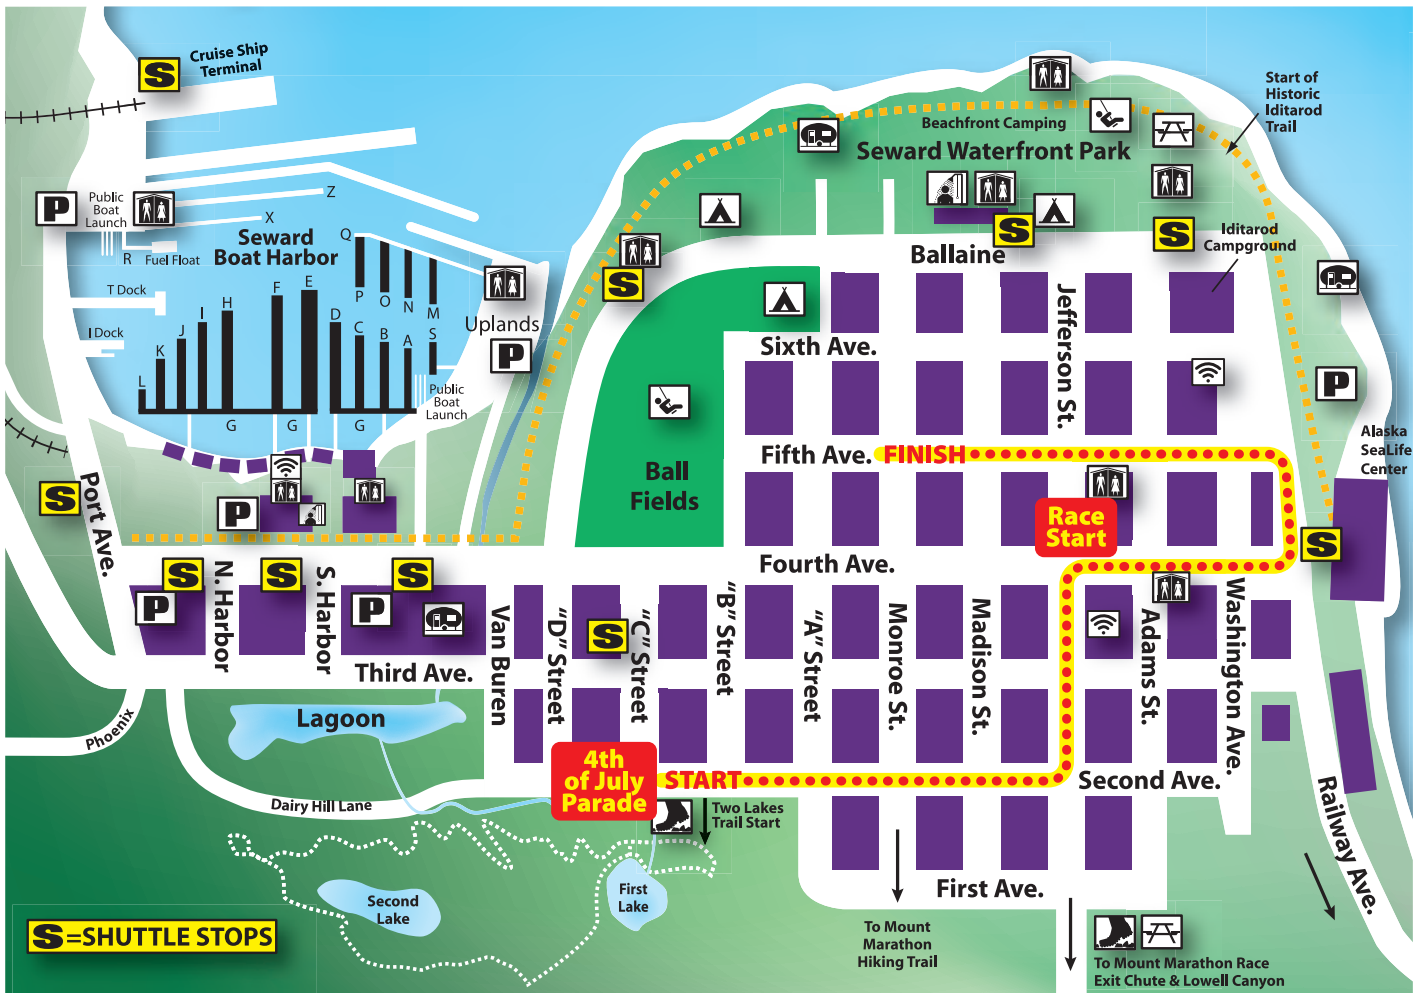 S
Cruise Ship
Terminal
P
Public
Boat
Launch
Z
X
R
Fuel Float
Seward
Boat Harbor
Q
T Dock
I Dock
L
K
J
I
H
F
E
D
C
B
A
P
O
N
M
S
G
G
G
Public
Boat
Launch
Uplands
P
S
Beachfront Camping
Seward Waterfront Park
Start of
Historic
Iditarod
Trail
S
S
Iditarod
Campground
Ballaine
Jefferson St.
Sixth Ave.
P
Alaska
SeaLife
Center
Ball
Fields
Fifth Ave.
FINISH
Race
Start
S
Fourth Ave.
S
Port Ave.
P
S
S
S
P
P
N. Harbor
S. Harbor
Third Ave.
Van Buren
"D" Street
S
"C" Street
"B" Street
"A" Street
Monroe St.
Madison St.
Adams St.
Washington Ave.
Phoenix
Lagoon
Dairy Hill Lane
4th
of July
Parade
START
Second Ave.
Two Lakes
Trail Start
Second
Lake
First
Lake
First Ave.
Railway Ave.
To Mount
Marathon
Hiking Trail
To Mount Marathon Race
Exit Chute & Lowell Canyon
S=SHUTTLE STOPS